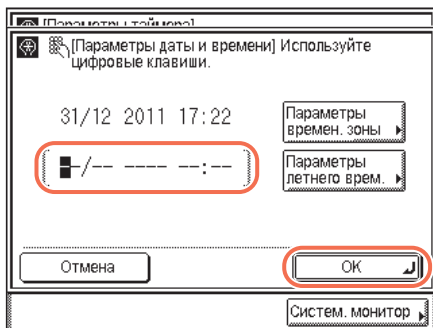 [Параметры таймера]
[Параметры даты и времени] Используйте
цифровые клавиши.
31/12 2011 17:22
Параметры
времен. зоны
-/-- ---- --:--
Параметры
летнего врем.
Отмена
OK
Систем. монитор